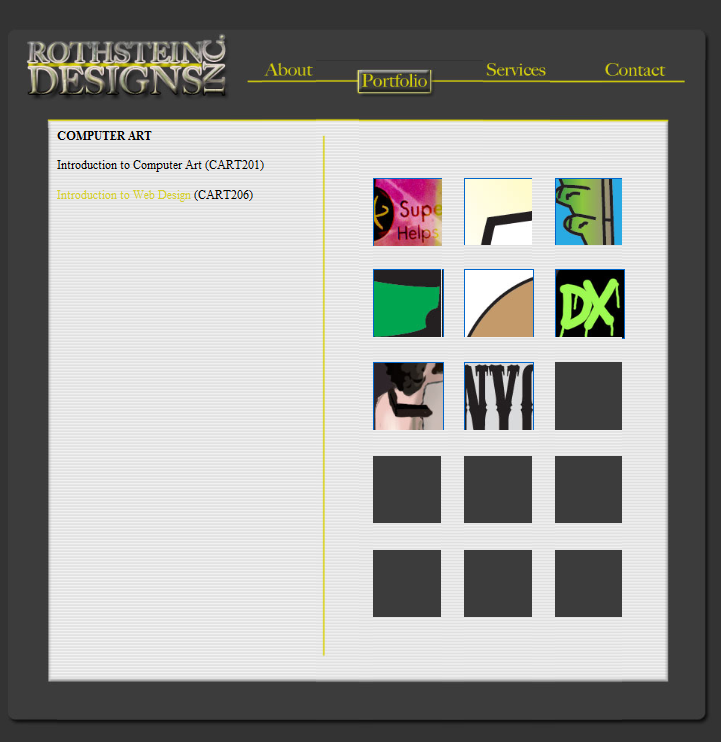 ROTHSTEIN
DESIGNS INC
About Portfolio Services Contact
COMPUTER ART
Introduction to Computer Art (CART201)
Introduction to Web Design (CART206)
Supe
Helps
DX